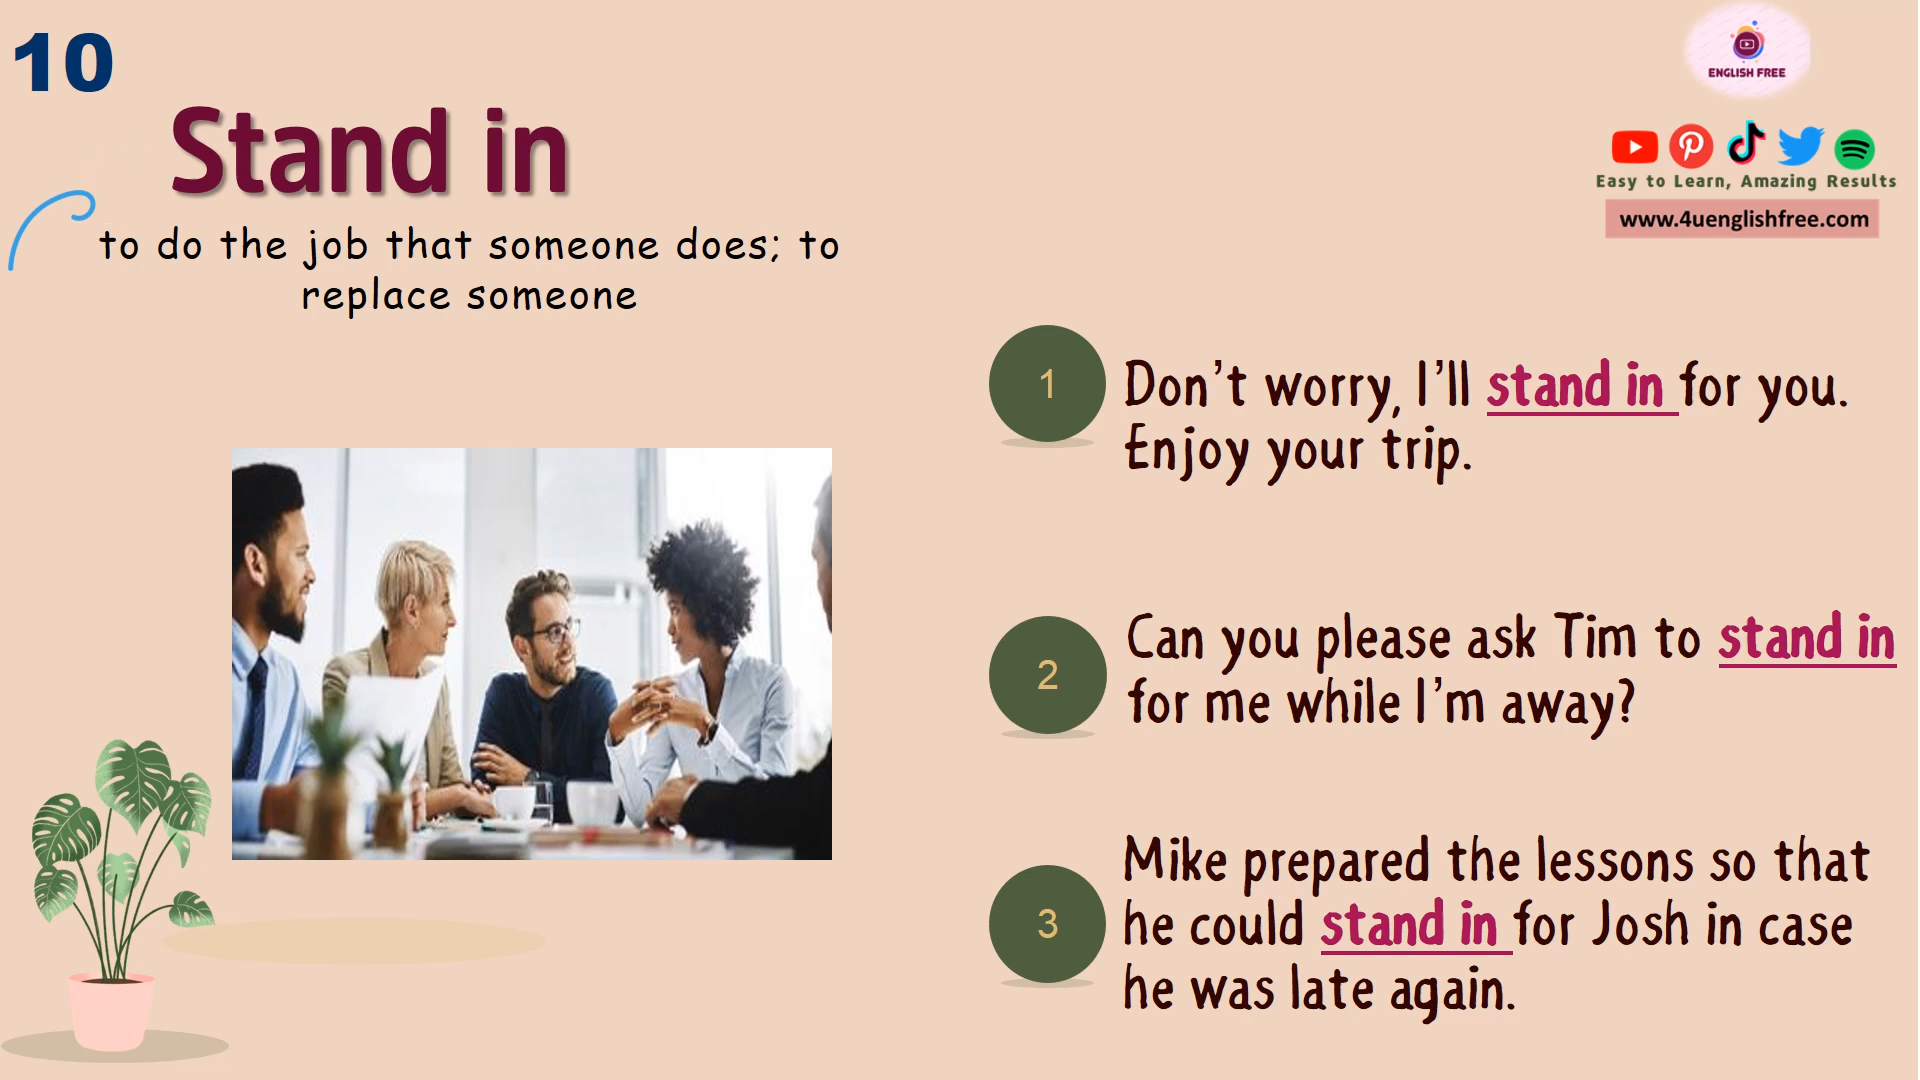 10
Stand in
to do the job that someone does; to
replace someone
ENGLISH FREE
Easy to Learn, Amazing Results
www.4uenglishfree.com
1
Don't worry, I'll stand in for you.
Enjoy your trip.
2
Can you please ask Tim to stand in
for me while I'm away?
3
Mike prepared the lessons so that
he could stand in for Josh in case
he was late again.